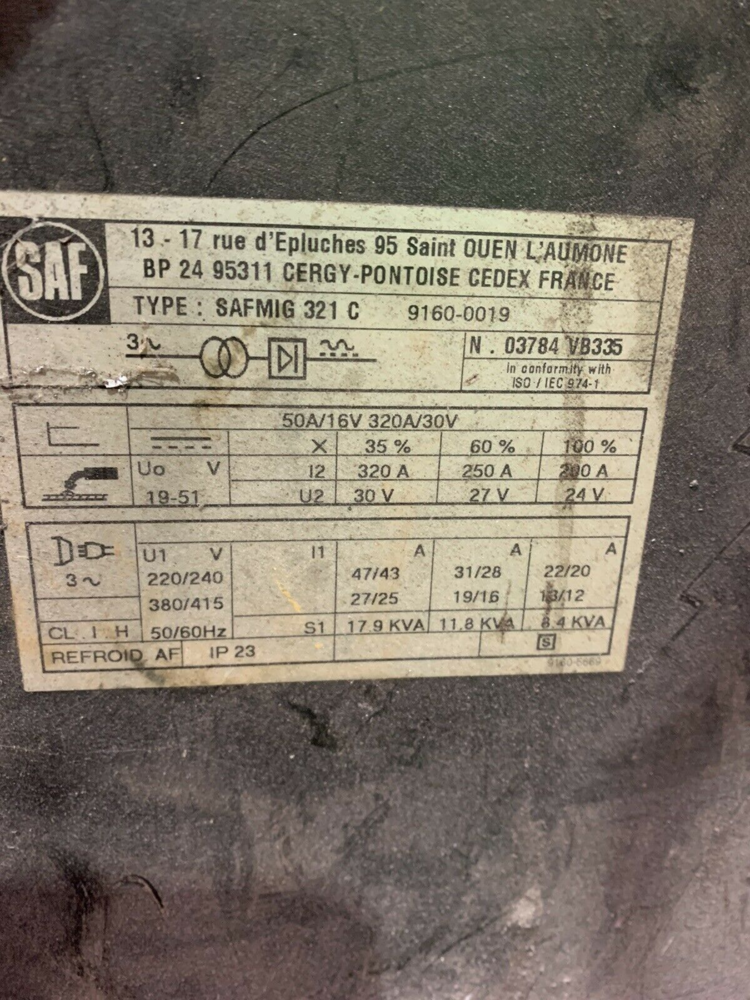 SAF
13 - 17 rue d'Epluches 95 Saint OUEN L'AUMONE
BP 24 95311 CERGY-PONTOISE CEDEX FRANCE
TYPE : SAFMIG 321 C 9160-0019
3~
N . 03784 VB335
In conformity with
ISO / IEC 974-1
50A/16V 320A/30V
X 35 % 60 % 100 %
Uo V I2 320 A 250 A 200 A
19-51 U2 30 V 27 V 24 V
U1 V I1 A A A
3~ 220/240 47/43 31/28 22/20
380/415 27/25 19/16 13/12
CL . I H 50/60Hz S1 17.9 KVA 11.8 KVA 8.4 KVA
REFROID AF IP 23 S